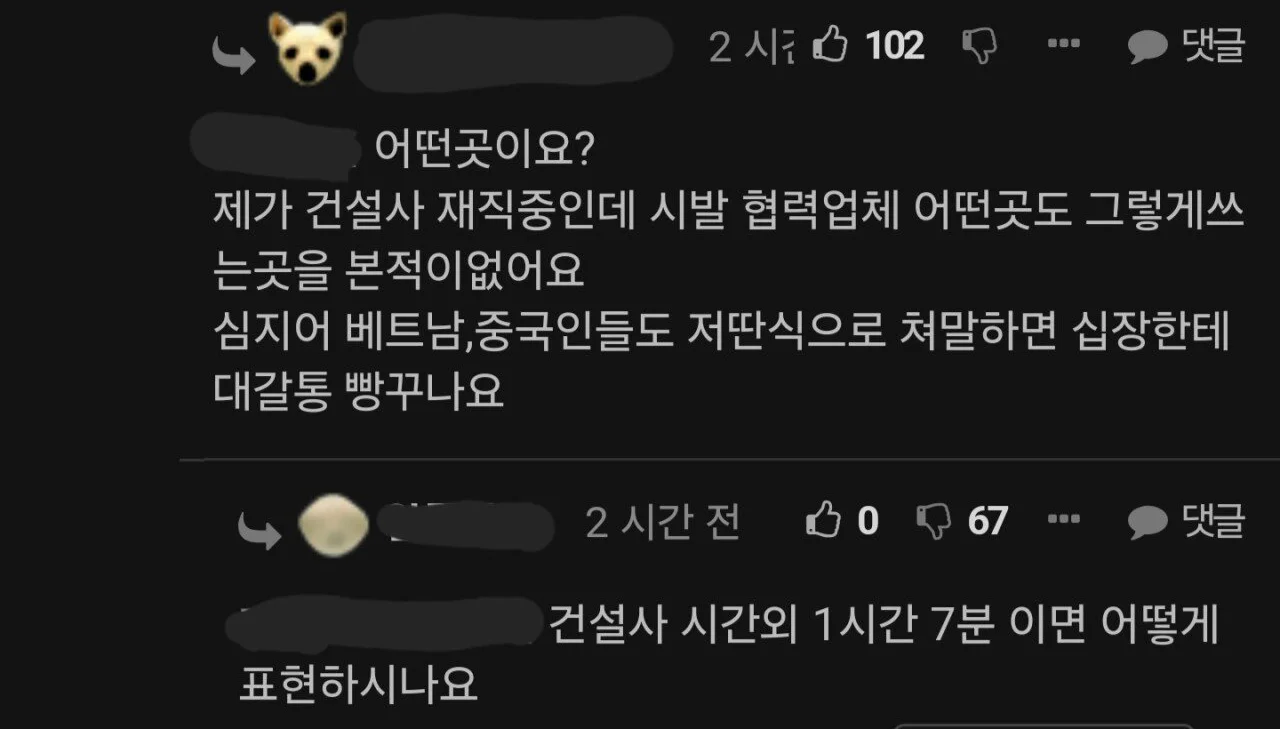 2 시간 102 댓글
어떤곳이요?
제가 건설사 재직중인데 시발 협력업체 어떤곳도 그렇게쓰
는곳을 본적이없어요
심지어 베트남,중국인들도 저딴식으로 쳐말하면 십장한테
대갈통 빵꾸나요
2 시간 전 0 67 댓글
건설사 시간외 1시간 7분 이면 어떻게
표현하시나요